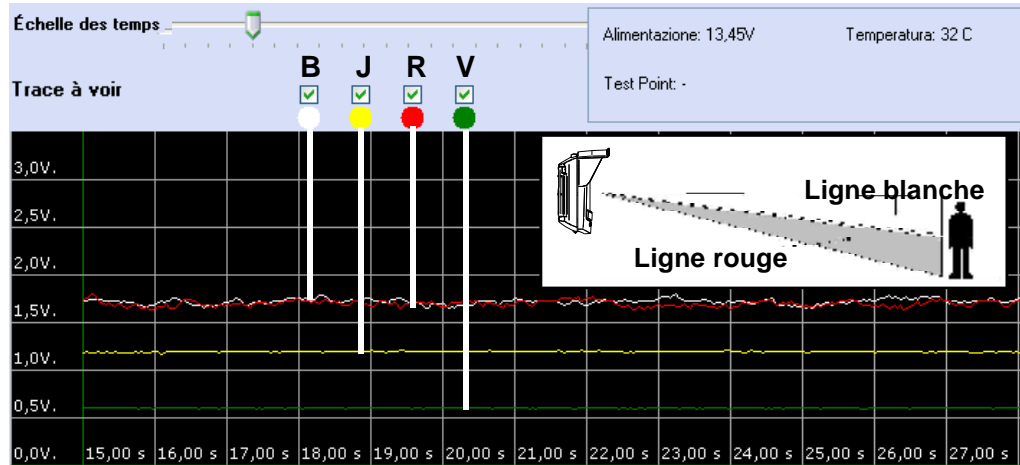 Échelle des temps
Alimentazione: 13,45V Temperatura: 32 C
B J R V
Test Point: -
Trace à voir
3,0V.
Ligne blanche
2,5V.
Ligne rouge
2,0V.
1,5V.
1,0V.
0,5V.
0,0V. 15,00 s 16,00 s 17,00 s 18,00 s 19,00 s 20,00 s 21,00 s 22,00 s 23,00 s 24,00 s 25,00 s 26,00 s 27,00 s